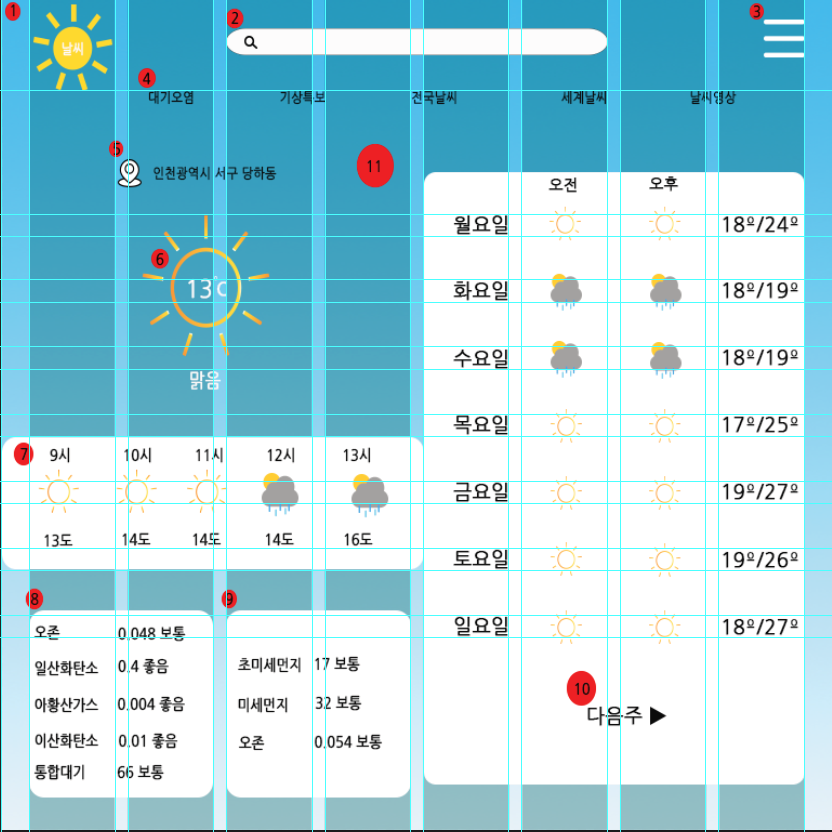 1
날씨
2
3
4
대기오염 기상특보 전국날씨 세계날씨 날씨영상
5
인천광역시 서구 당하동
11
6
13°c
맑음
7
9시 10시 11시 12시 13시
13도 14도 14도 14도 16도
8
오존 0.048 보통
일산화탄소 0.4 좋음
아황산가스 0.004 좋음
이산화탄소 0.01 좋음
통합대기 66 보통
9
초미세먼지 17 보통
미세먼지 32 보통
오존 0.054 보통
오전 오후
월요일 18º/24º
화요일 18º/19º
수요일 18º/19º
목요일 17º/25º
금요일 19º/27º
토요일 19º/26º
일요일 18º/27º
10
다음주 ▶